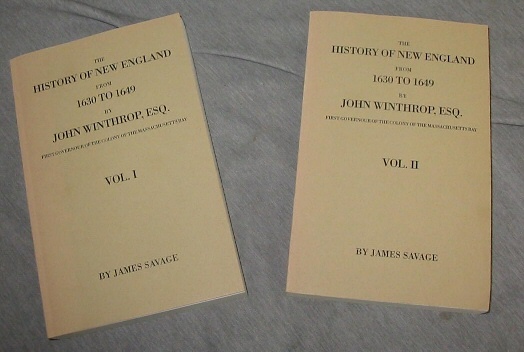 THE
HISTORY OF NEW ENGLAND
FROM
1630 TO 1649
BY
JOHN WINTHROP, ESQ.
FIRST GOVERNOUR OF THE COLONY OF THE MASSACHUSETTS BAY
VOL. I
BY JAMES SAVAGE
THE
HISTORY OF NEW ENGLAND
FROM
1630 TO 1649
BY
JOHN WINTHROP, ESQ.
FIRST GOVERNOUR OF THE COLONY OF THE MASSACHUSETTS BAY
VOL. II
BY JAMES SAVAGE